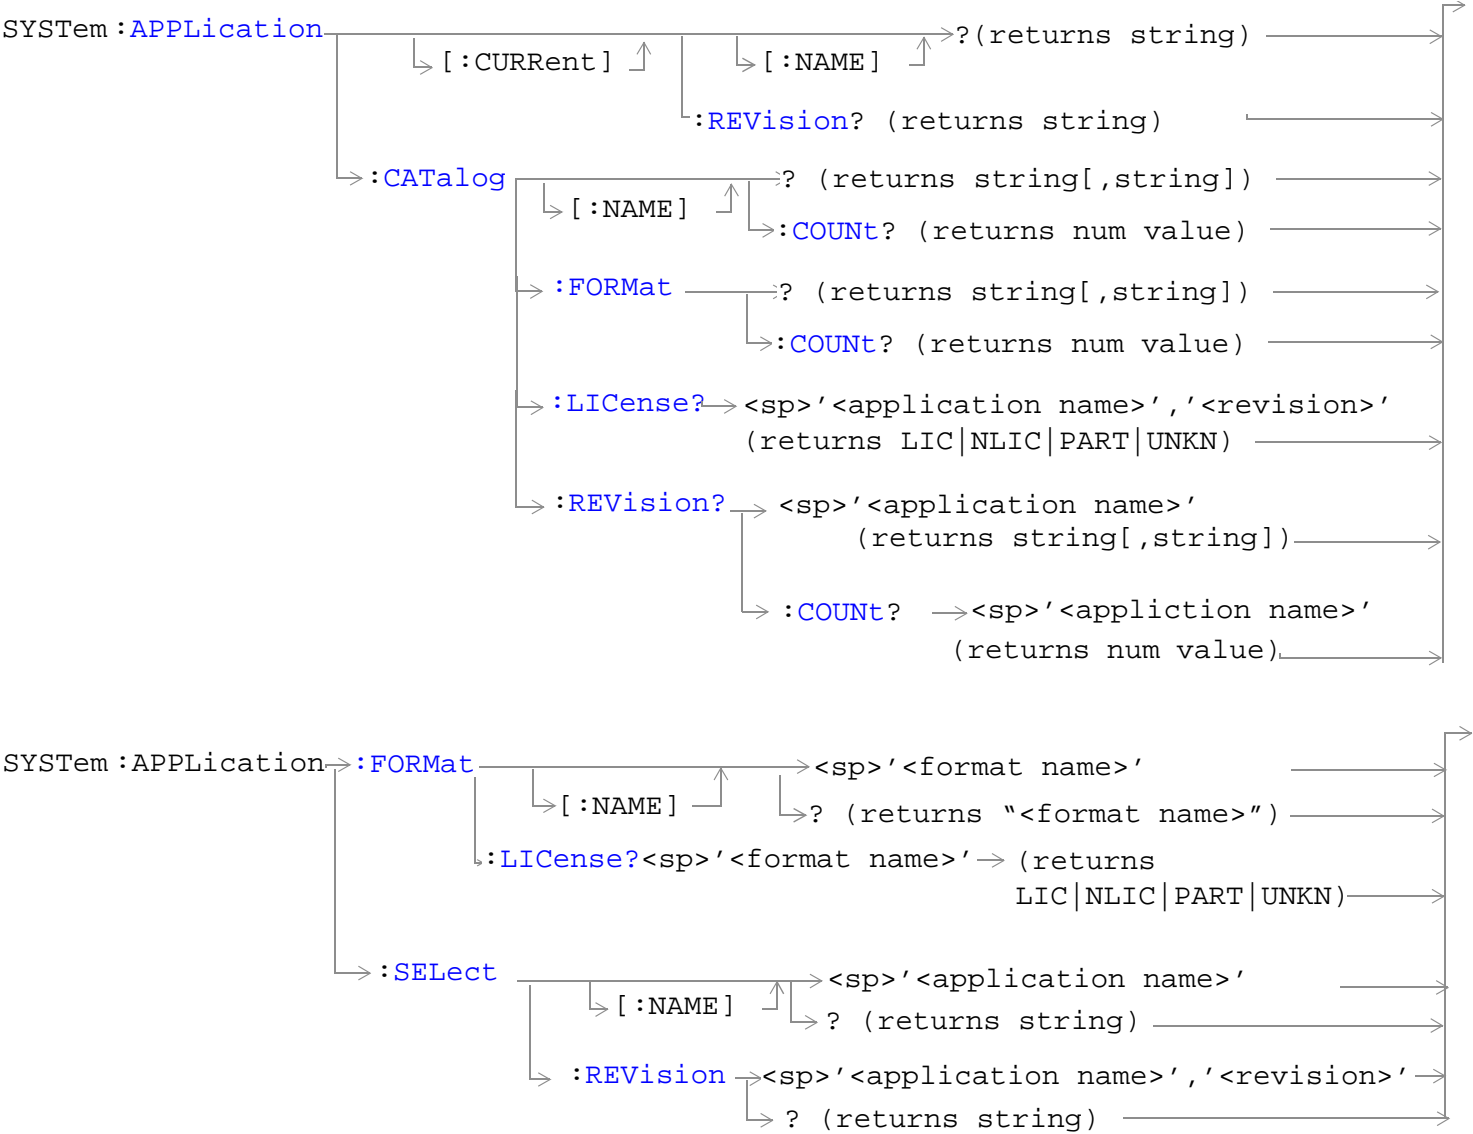 SYSTem :APPLication ?(returns string)
[:CURRent] [:NAME]
:REVision? (returns string)
:CATalog ? (returns string[,string])
[:NAME]
:COUNt? (returns num value)
:FORMat ? (returns string[,string])
:COUNt? (returns num value)
:LICense? <sp>’<application name>’,’<revision>’
(returns LIC|NLIC|PART|UNKN)
:REVision? <sp>’<application name>’
(returns string[,string])
:COUNt? <sp>’<appliction name>’
(returns num value)
SYSTem :APPLication :FORMat <sp>’<format name>’
[:NAME] ? (returns “<format name>”)
:LICense?<sp>’<format name>’ (returns
LIC|NLIC|PART|UNKN)
:SELect <sp>’<application name>’
[:NAME] ? (returns string)
:REVision <sp>’<application name>’,’<revision>’
? (returns string)